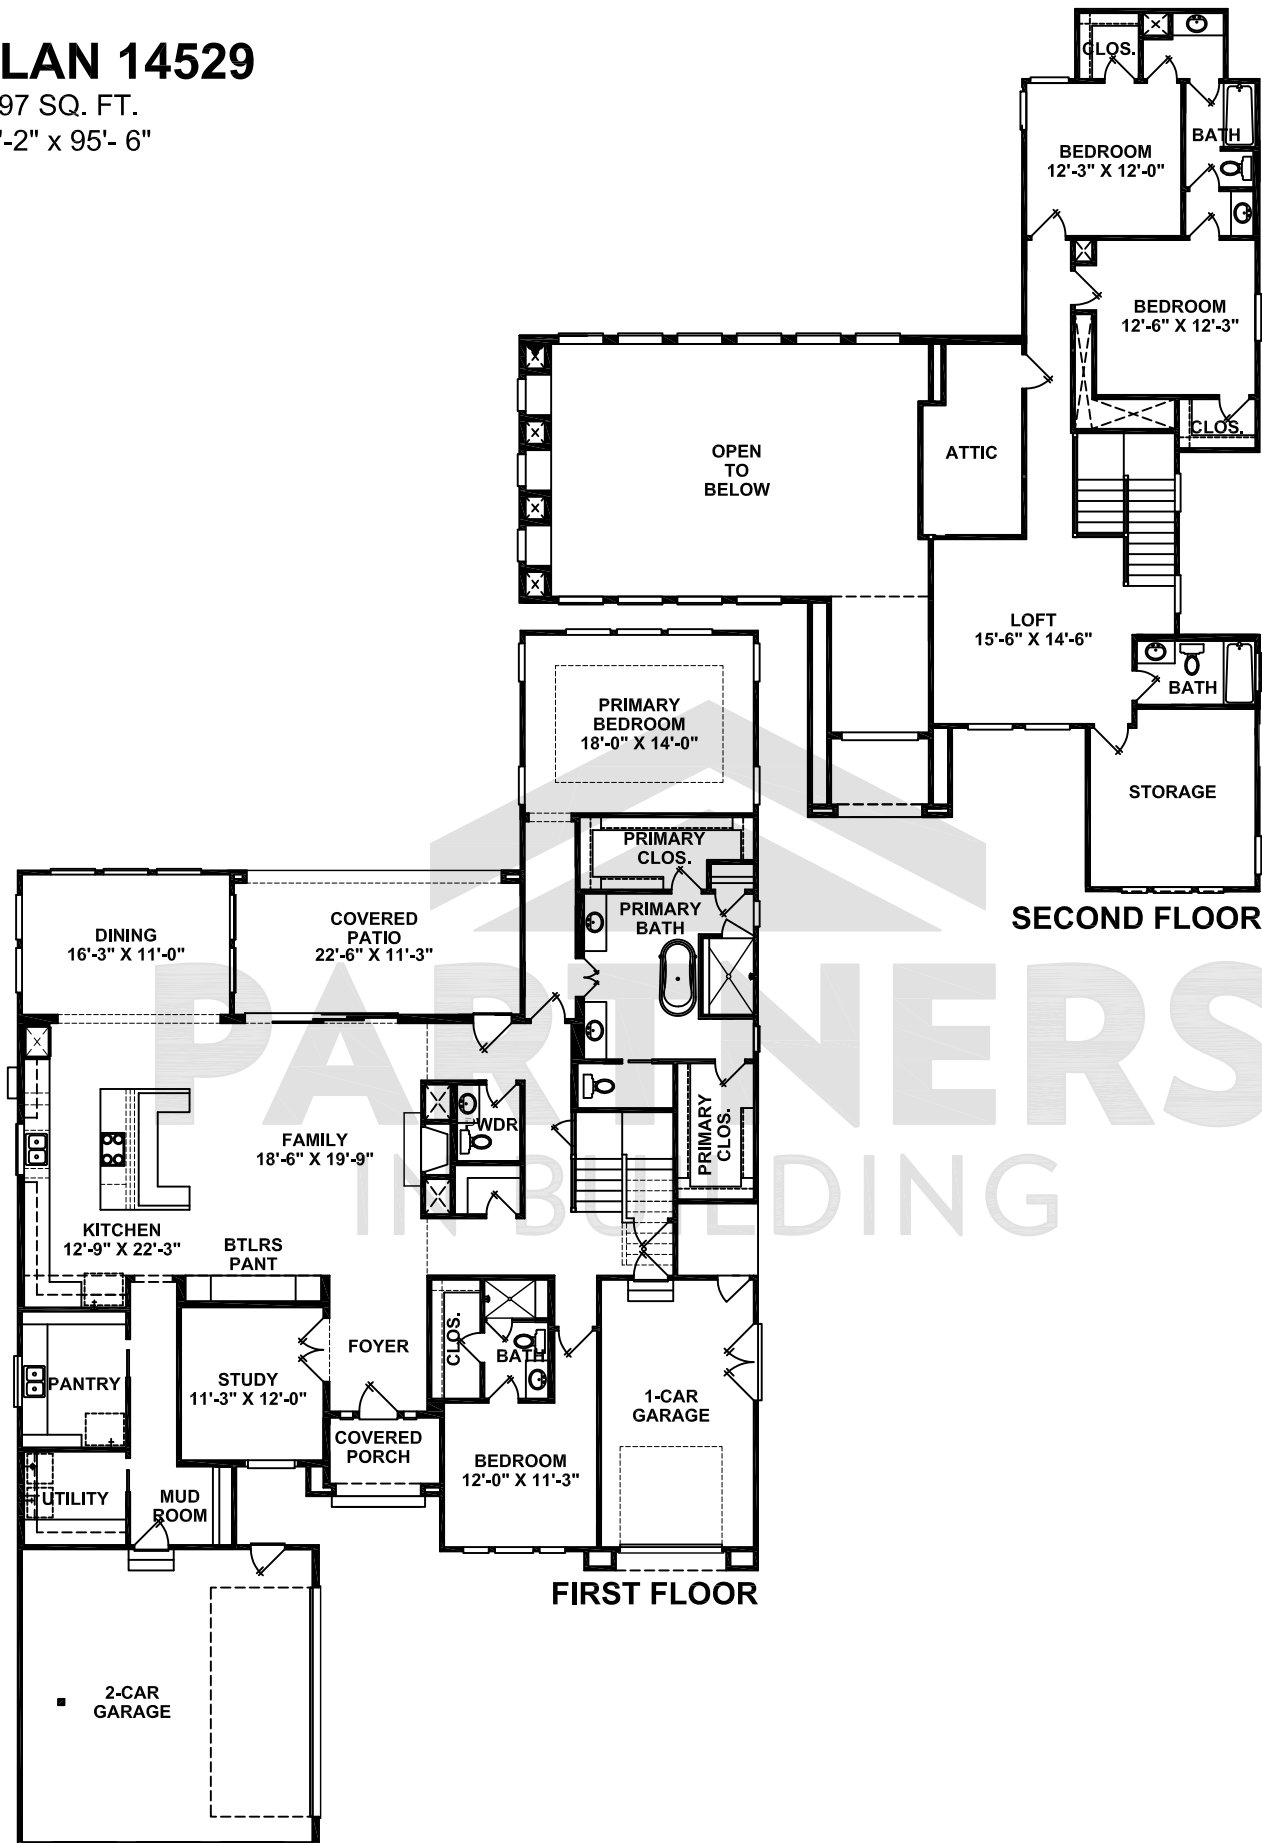 LAN 14529
97 SQ. FT.
'-2" x 95'- 6"
CLOS.
BATH
BEDROOM
12'-3" X 12'-0"
BEDROOM
12'-6" X 12'-3"
CLOS.
OPEN
TO
BELOW
ATTIC
LOFT
15'-6" X 14'-6"
BATH
STORAGE
SECOND FLOOR
PRIMARY
BEDROOM
18'-0" X 14'-0"
PRIMARY
CLOS.
PRIMARY
BATH
DINING
16'-3" X 11'-0"
COVERED
PATIO
22'-6" X 11'-3"
PARTNERS
IN BUILDING
WDR
FAMILY
18'-6" X 19'-9"
PRIMARY
CLOS.
KITCHEN
12'-9" X 22'-3"
BTLRS
PANT
CLOS.
BATH
FOYER
PANTRY
STUDY
11'-3" X 12'-0"
1-CAR
GARAGE
COVERED
PORCH
BEDROOM
12'-0" X 11'-3"
UTILITY
MUD
ROOM
FIRST FLOOR
2-CAR
GARAGE